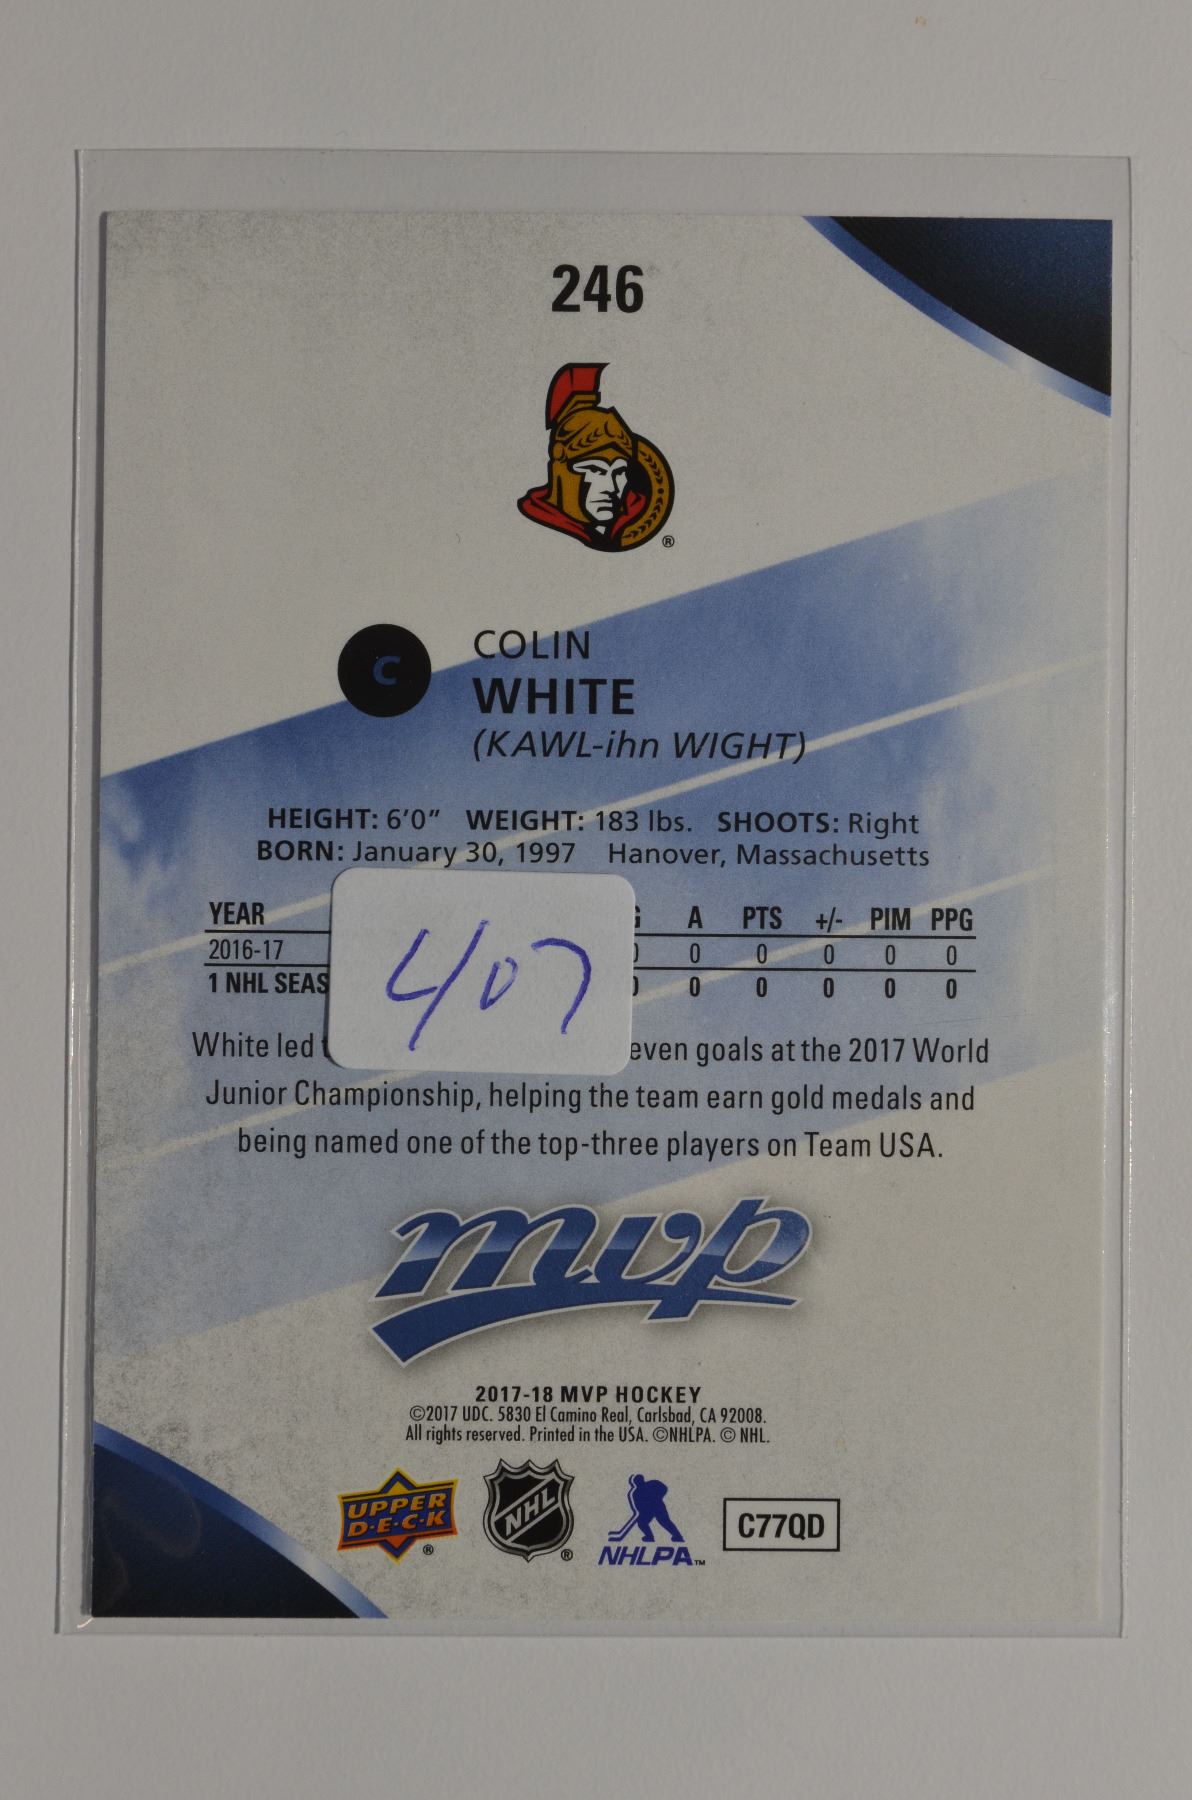 246
®
C
COLIN
WHITE
(KAWL-ihn WIGHT)
HEIGHT: 6'0" WEIGHT: 183 lbs. SHOOTS: Right
BORN: January 30, 1997 Hanover, Massachusetts
YEAR A PTS +/- PIM PPG
2016-17 0 0 0 0 0
1 NHL SEAS 0 0 0 0 0
407
White led even goals at the 2017 World
Junior Championship, helping the team earn gold medals and
being named one of the top-three players on Team USA.
mvp
2017-18 MVP HOCKEY
©2017 UDC. 5830 El Camino Real, Carlsbad, CA 92008.
All rights reserved. Printed in the USA. ©NHLPA. © NHL.
UPPER
D·E·C·K ®
NHL ®
NHLPA™
C77QD